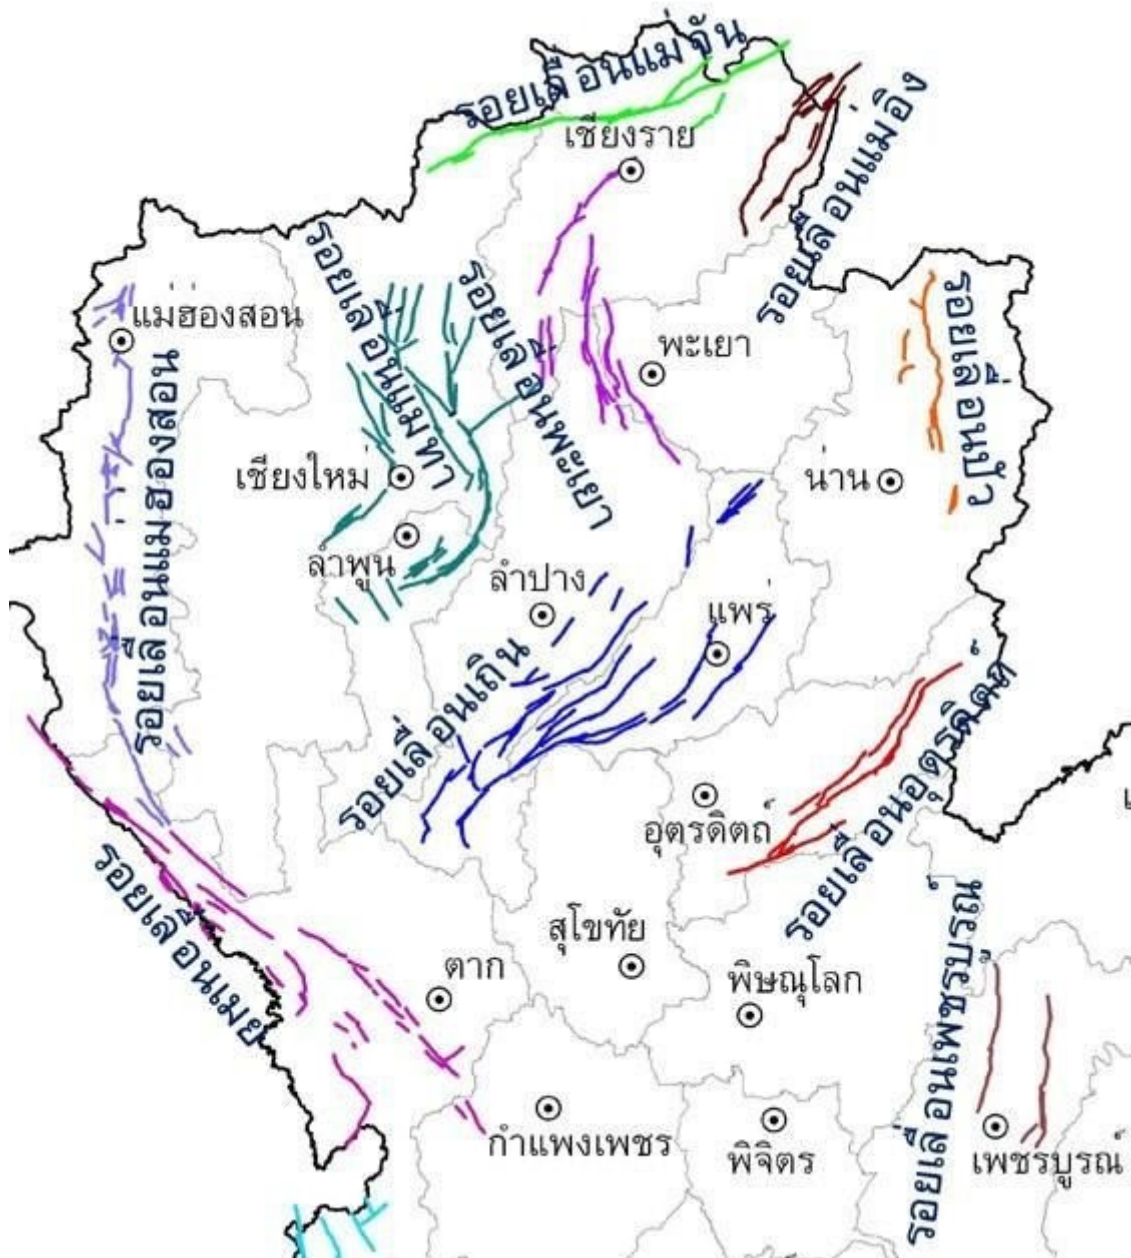 รอยเลื่อนแม่จัน
เชียงราย
รอยเลื่อนแม่อิง
รอยเลื่อนแม่ทา
รอยเลื่อนพะเยา
แม่ฮ่องสอน
พะเยา
รอยเลื่อนปัว
รอยเลื่อนแม่ฮ่องสอน
เชียงใหม่
น่าน
ลำพูน
ลำปาง
แพร่
รอยเลื่อนเถิน
รอยเลื่อนอุตรดิตถ์
อุตรดิตถ์
รอยเลื่อนเมย
สุโขทัย
ตาก
พิษณุโลก
รอยเลื่อนเพชรบูรณ์
กำแพงเพชร
พิจิตร
เพชรบูรณ์